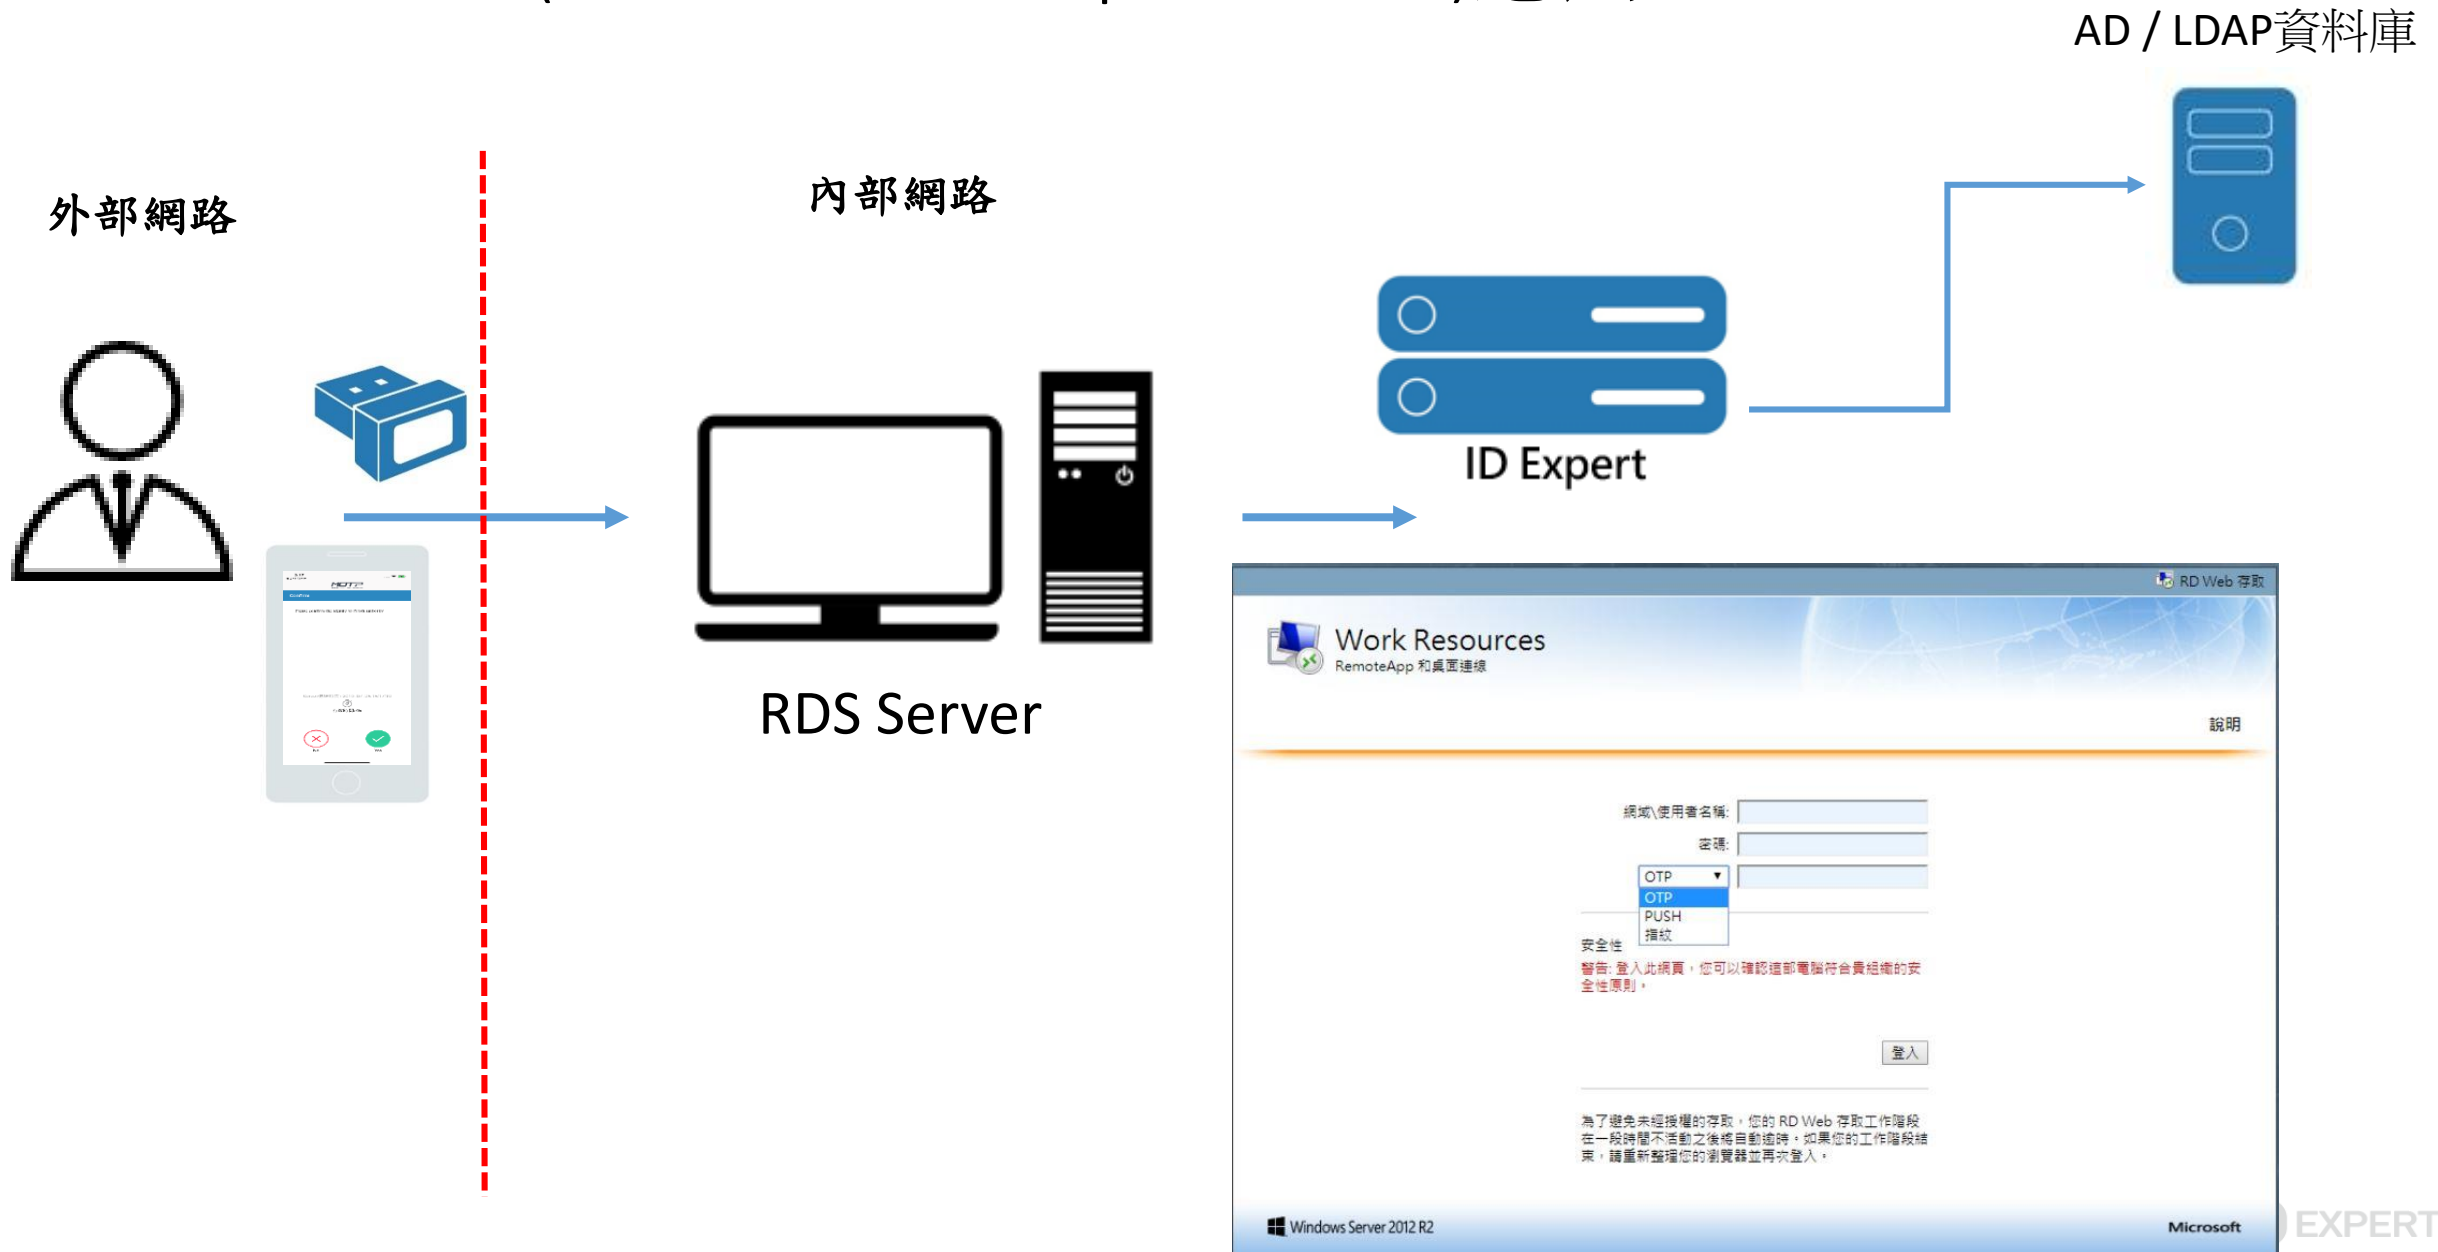 AD / LDAP資料庫
外部網路
內部網路
ID Expert
RDS Server
RD Web 存取
Work Resources
RemoteApp 和桌面連線
說明
網域\使用者名稱:
密碼:
OTP
OTP
PUSH
指紋
安全性
警告: 登入此網頁，您可以確認這部電腦符合貴組織的安
全性原則。
登入
為了避免未經授權的存取，您的 RD Web 存取工作階段
在一段時間不活動之後將自動逾時。如果您的工作階段結
束，請重新整理您的瀏覽器並再次登入。
Windows Server 2012 R2
Microsoft
EXPERT